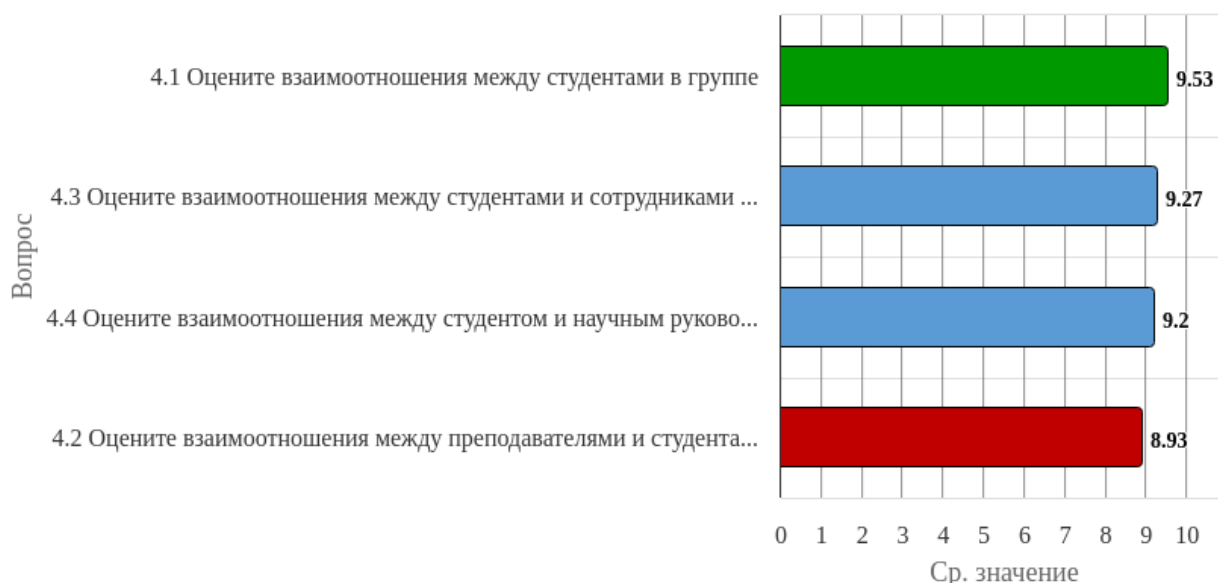 4.1 Оцените взаимоотношения между студентами в группе
9.53
4.3 Оцените взаимоотношения между студентами и сотрудниками ...
9.27
Вопрос
4.4 Оцените взаимоотношения между студентом и научным руково...
9.2
4.2 Оцените взаимоотношения между преподавателями и студента...
8.93
0 1 2 3 4 5 6 7 8 9 10
Ср. значение